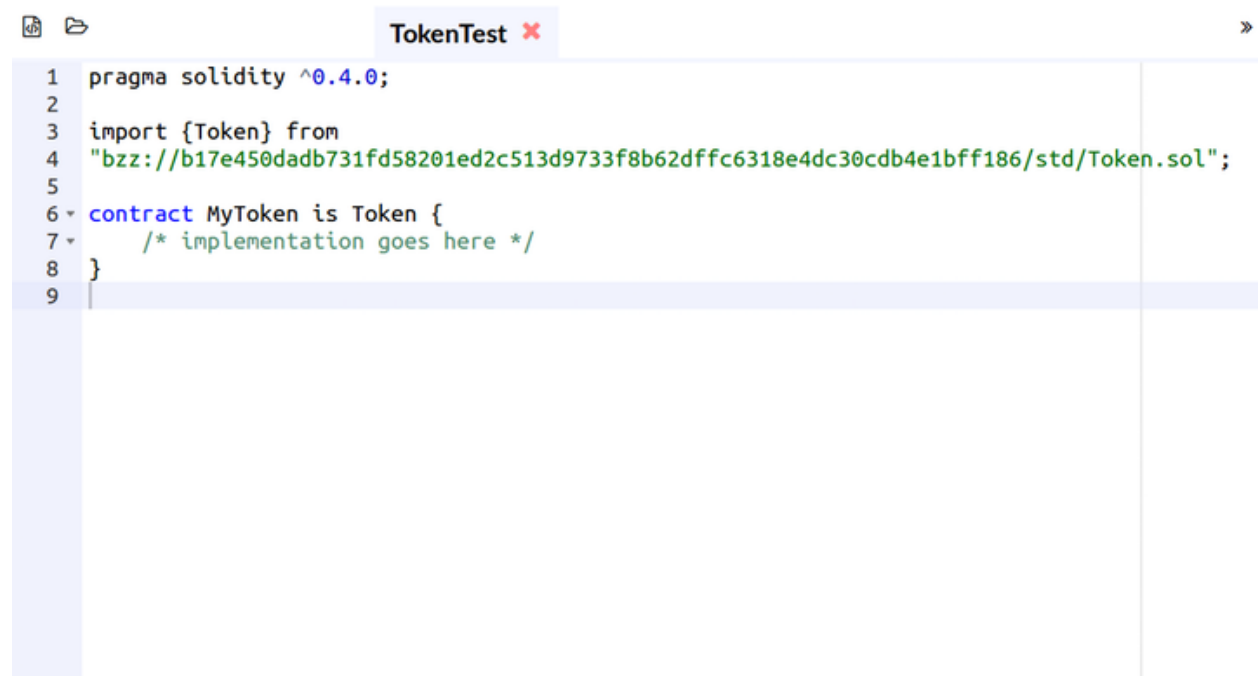 TokenTest
1 pragma solidity ^0.4.0;
2
3 import {Token} from
4 "bzz://b17e450dadb731fd58201ed2c513d9733f8b62dffc6318e4dc30cdb4e1bff186/std/Token.sol";
5
6 contract MyToken is Token {
7 /* implementation goes here */
8 }
9